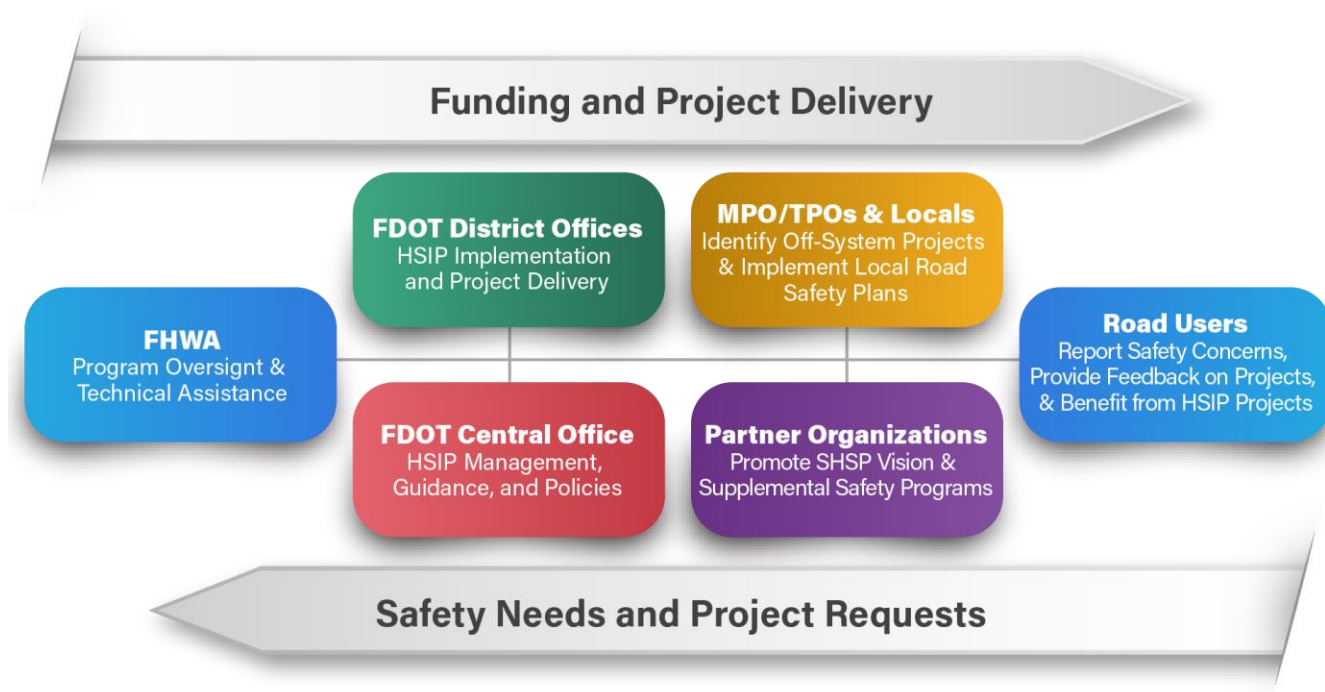 Funding and Project Delivery
FDOT District Offices
HSIP Implementation
and Project Delivery
MPO/TPOs & Locals
Identify Off-System Projects
& Implement Local Road
Safety Plans
FHWA
Program Oversignt &
Technical Assistance
Road Users
Report Safety Concerns,
Provide Feedback on Projects,
& Benefit from HSIP Projects
FDOT Central Office
HSIP Management,
Guidance, and Policies
Partner Organizations
Promote SHSP Vision &
Supplemental Safety Programs
Safety Needs and Project Requests